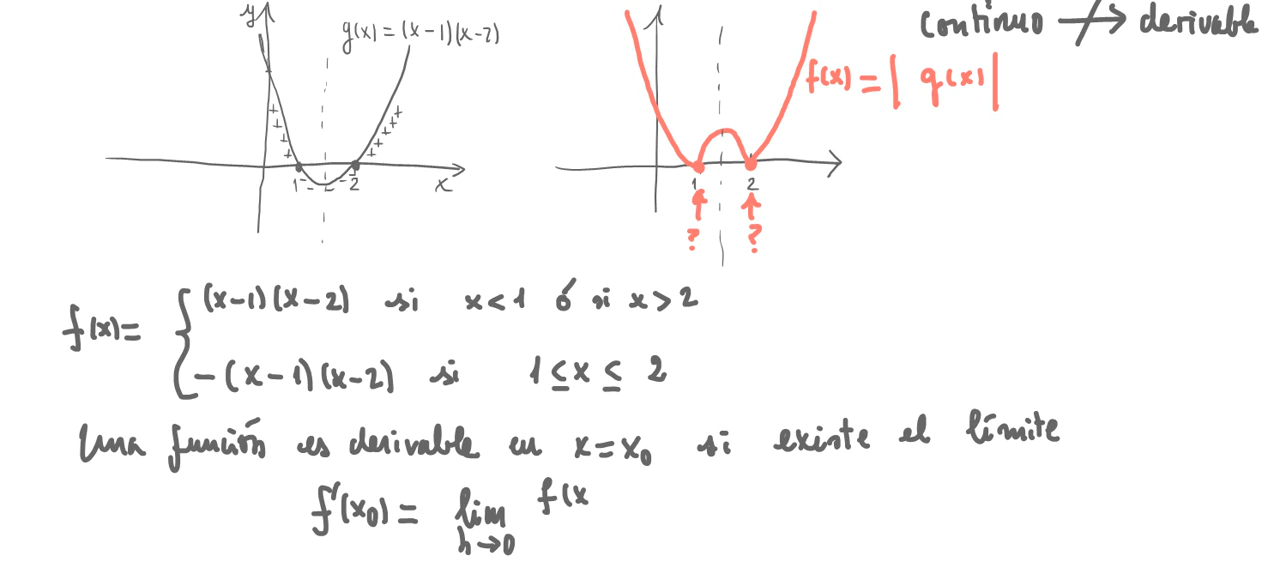 y
g(x) = (x-1)(x-2)
+ + + +
+ + + + +
1 - - - 2
x
continuo ↛ derivable
f(x) = | g(x) |
1 2
? ?
f(x) = { (x-1)(x-2) si x < 1 ó si x > 2
-(x-1)(x-2) si 1 ≤ x ≤ 2
Una función es derivable en x = x₀ si existe el límite
f'(x₀) = lim f(x
h→0